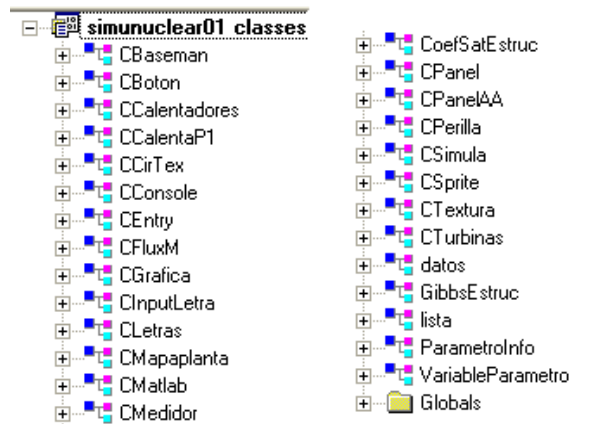 simunuclear01 classes
CBaseman
CBoton
CCalentadores
CCalentaP1
CCirTex
CConsole
CEntry
CFluxM
CGrafica
CInputLetra
CLetras
CMapaplanta
CMatlab
CMedidor
CoefSatEstruc
CPanel
CPanelAA
CPerilla
CSimula
CSprite
CTextura
CTurbinas
datos
GibbsEstruc
lista
ParametroInfo
VariableParametro
Globals